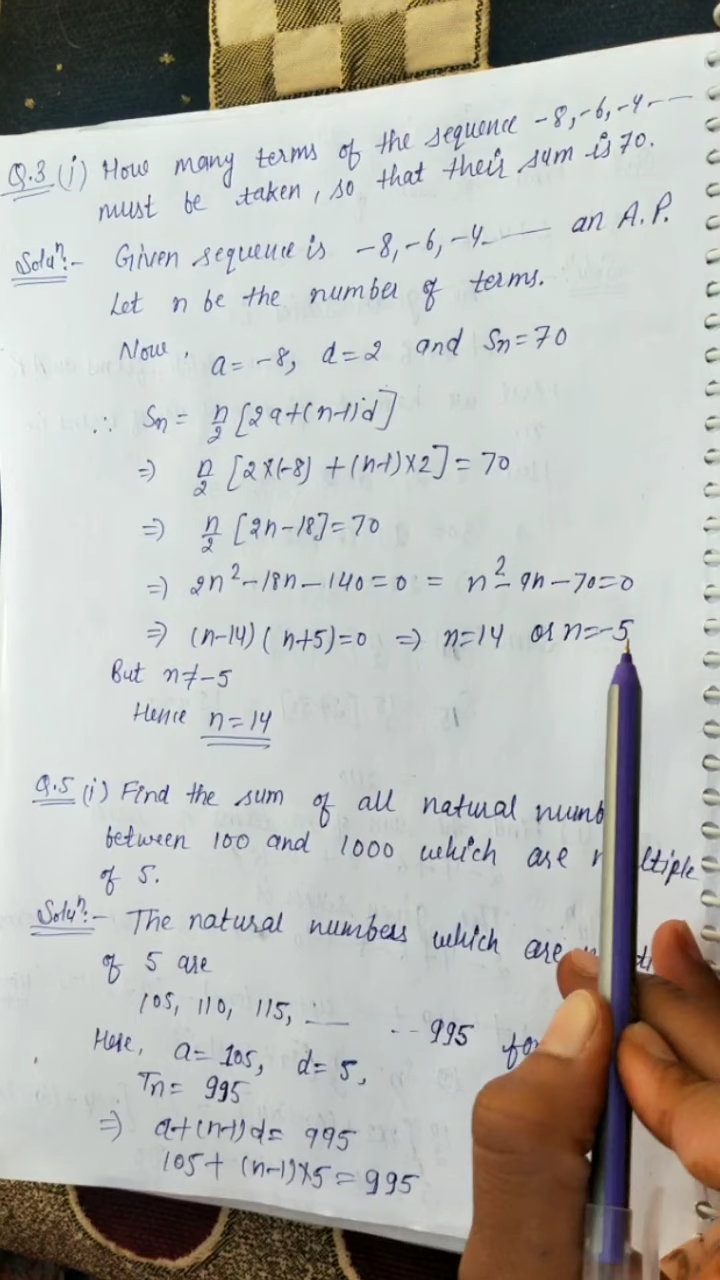 Q.3 (i) How many terms of the sequence -8, -6, -4 ---
must be taken, so that their sum is 70.
Soluⁿ:- Given sequence is -8, -6, -4 --- an A.P.
Let n be the number of terms.
Now, a= -8, d=2 and Sn=70
∴ Sn = n/2 [2a+(n-1)d]
⇒ n/2 [2×(-8) +(n-1)×2] = 70
⇒ n/2 [2n-18]=70
⇒ 2n²-18n-140=0 = n²-9n-70=0
⇒ (n-14)(n+5)=0 ⇒ n=14 or n=-5
But n≠-5
Hence n=14
Q.5 (i) Find the sum of all natural numb
between 100 and 1000 which are ltiple
of 5.
Soluⁿ:- The natural numbers which are
of 5 are
105, 110, 115, --- -- 995 fo
Here, a= 105, d= 5,
Tn= 995
⇒ a+(n-1)d= 995
105+ (n-1)×5=995